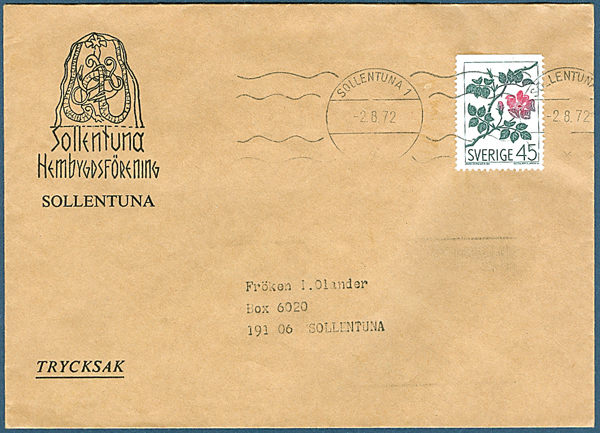 Sollentuna
HEMBYGDSFÖRENING
SOLLENTUNA
SOLLENTUNA 1
-2.8.72
SOLLENTUNA
-2.8.72
SVERIGE 45
Fröken I.Olander
Box 6020
191 06 SOLLENTUNA
TRYCKSAK